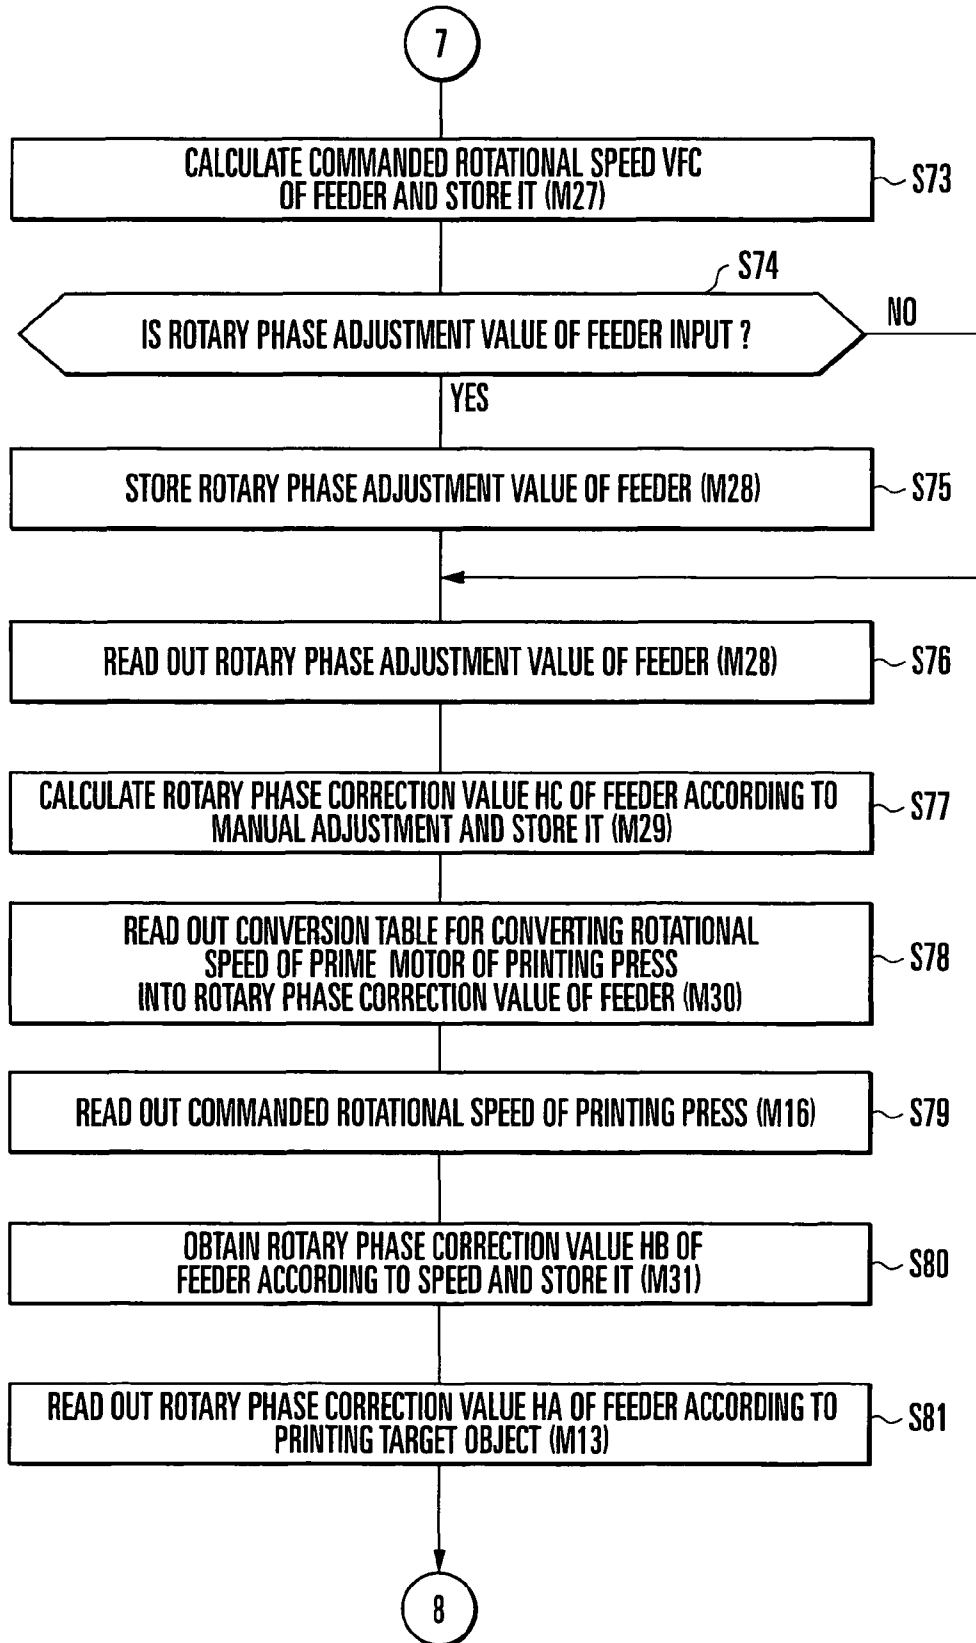 7
CALCULATE COMMANDED ROTATIONAL SPEED VFC
OF FEEDER AND STORE IT (M27)
S73
S74
IS ROTARY PHASE ADJUSTMENT VALUE OF FEEDER INPUT ?
NO
YES
STORE ROTARY PHASE ADJUSTMENT VALUE OF FEEDER (M28)
S75
READ OUT ROTARY PHASE ADJUSTMENT VALUE OF FEEDER (M28)
S76
CALCULATE ROTARY PHASE CORRECTION VALUE HC OF FEEDER ACCORDING TO
MANUAL ADJUSTMENT AND STORE IT (M29)
S77
READ OUT CONVERSION TABLE FOR CONVERTING ROTATIONAL
SPEED OF PRIME MOTOR OF PRINTING PRESS
INTO ROTARY PHASE CORRECTION VALUE OF FEEDER (M30)
S78
READ OUT COMMANDED ROTATIONAL SPEED OF PRINTING PRESS (M16)
S79
OBTAIN ROTARY PHASE CORRECTION VALUE HB OF
FEEDER ACCORDING TO SPEED AND STORE IT (M31)
S80
READ OUT ROTARY PHASE CORRECTION VALUE HA OF FEEDER ACCORDING TO
PRINTING TARGET OBJECT (M13)
S81
8